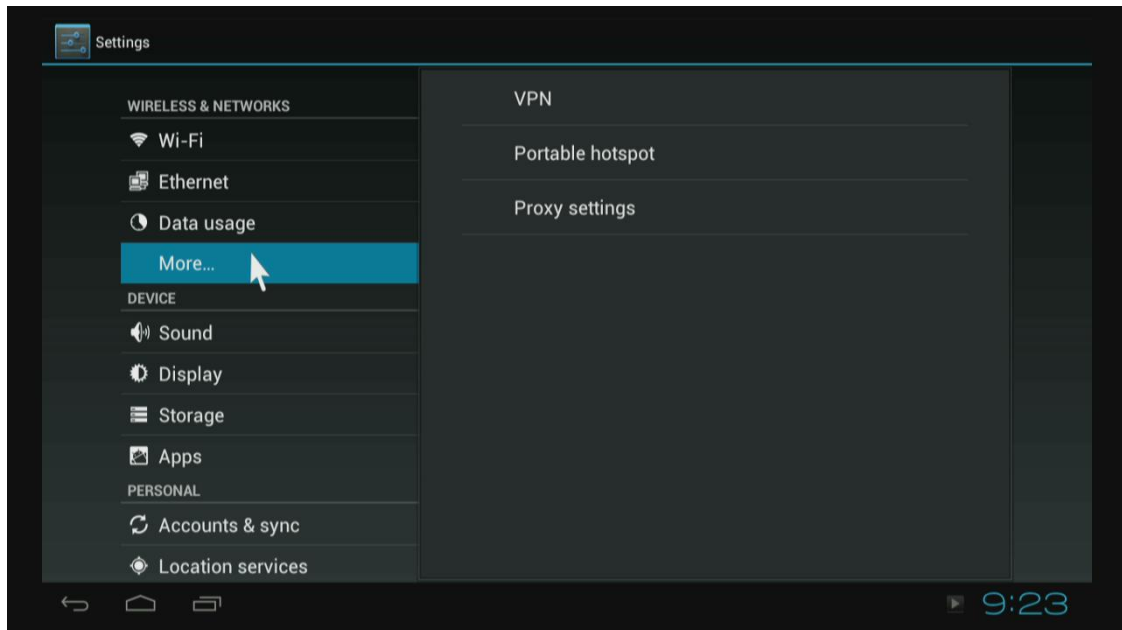 Settings
WIRELESS & NETWORKS
Wi-Fi
Ethernet
Data usage
More...
DEVICE
Sound
Display
Storage
Apps
PERSONAL
Accounts & sync
Location services
VPN
Portable hotspot
Proxy settings
9:23